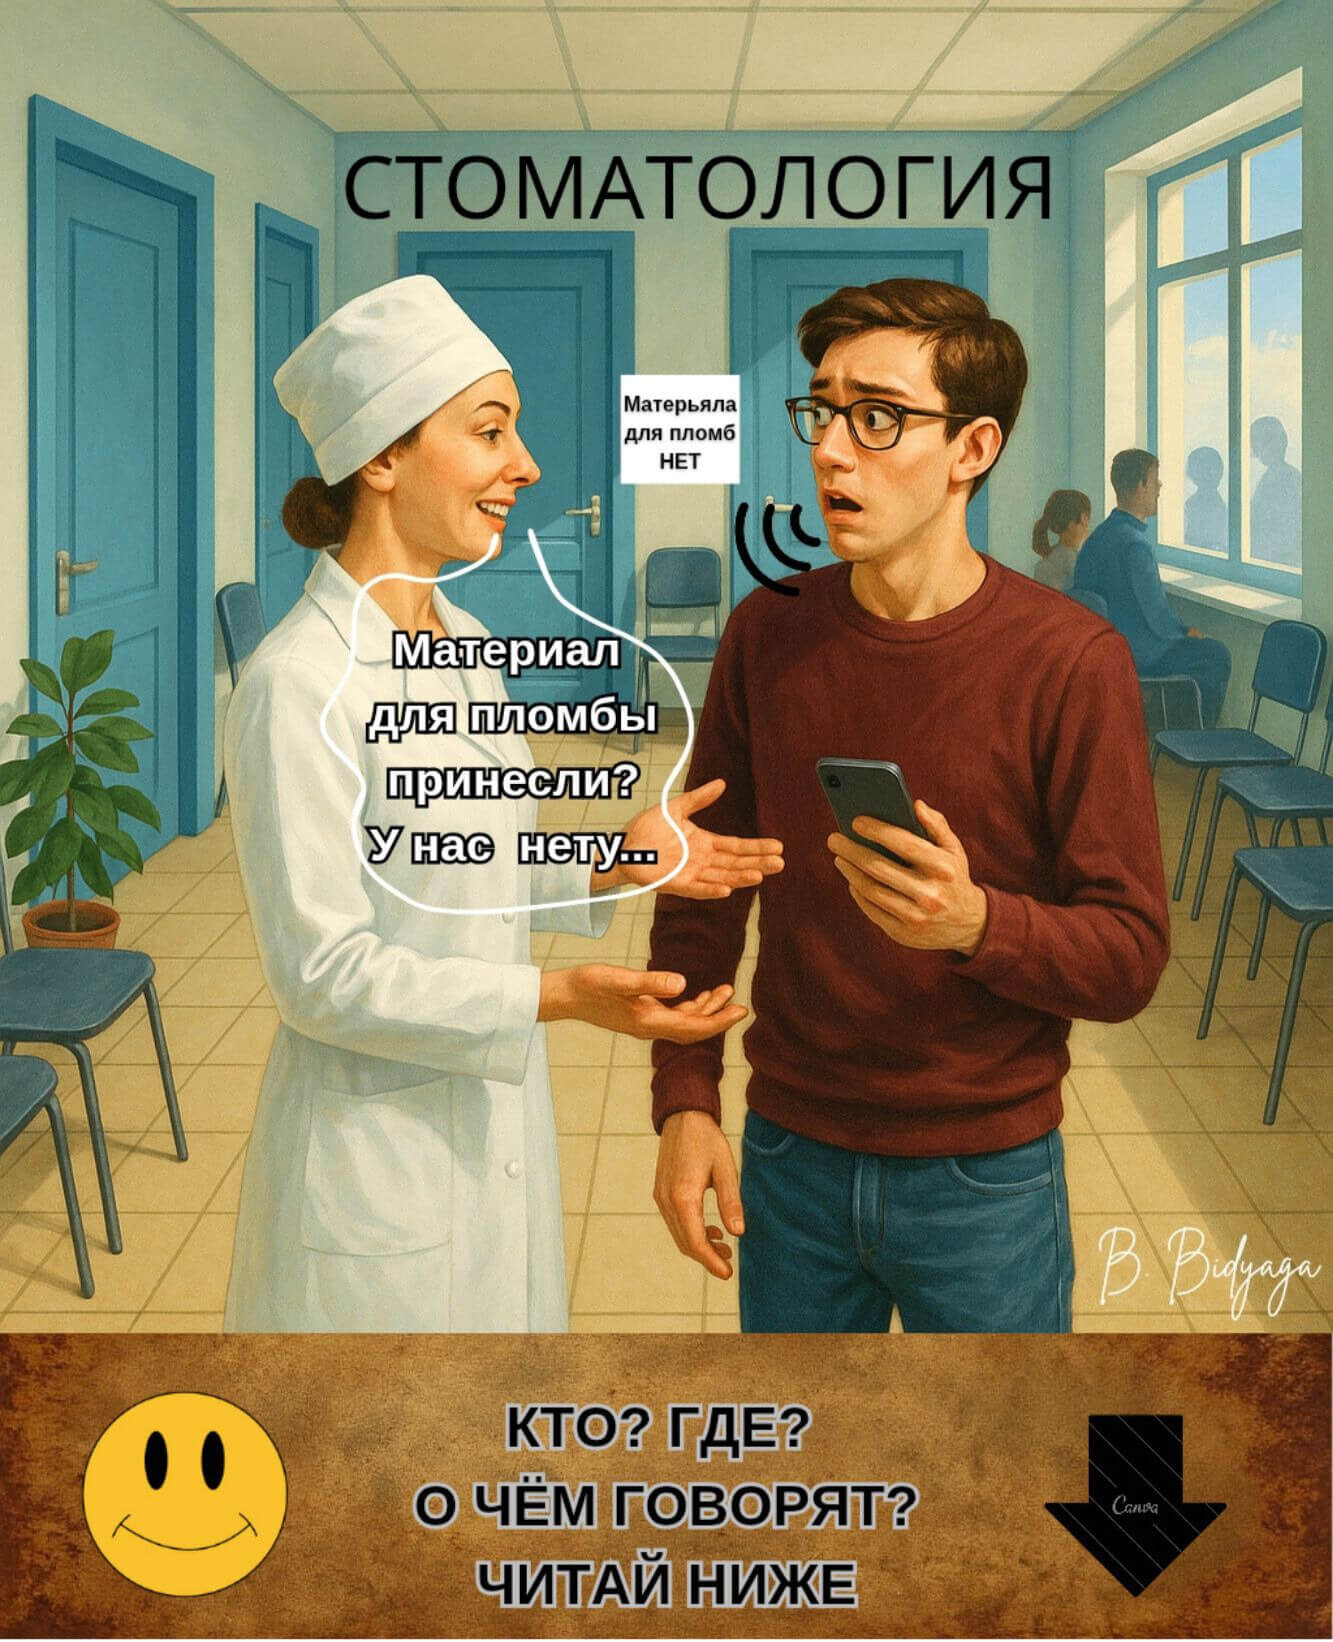 СТОМАТОЛОГИЯ
Матерьяла
для пломб
НЕТ
Материал
для пломбы
принесли?
У нас нету...
B. Bidyaga
КТО? ГДЕ?
О ЧЁМ ГОВОРЯТ?
ЧИТАЙ НИЖЕ
Canva